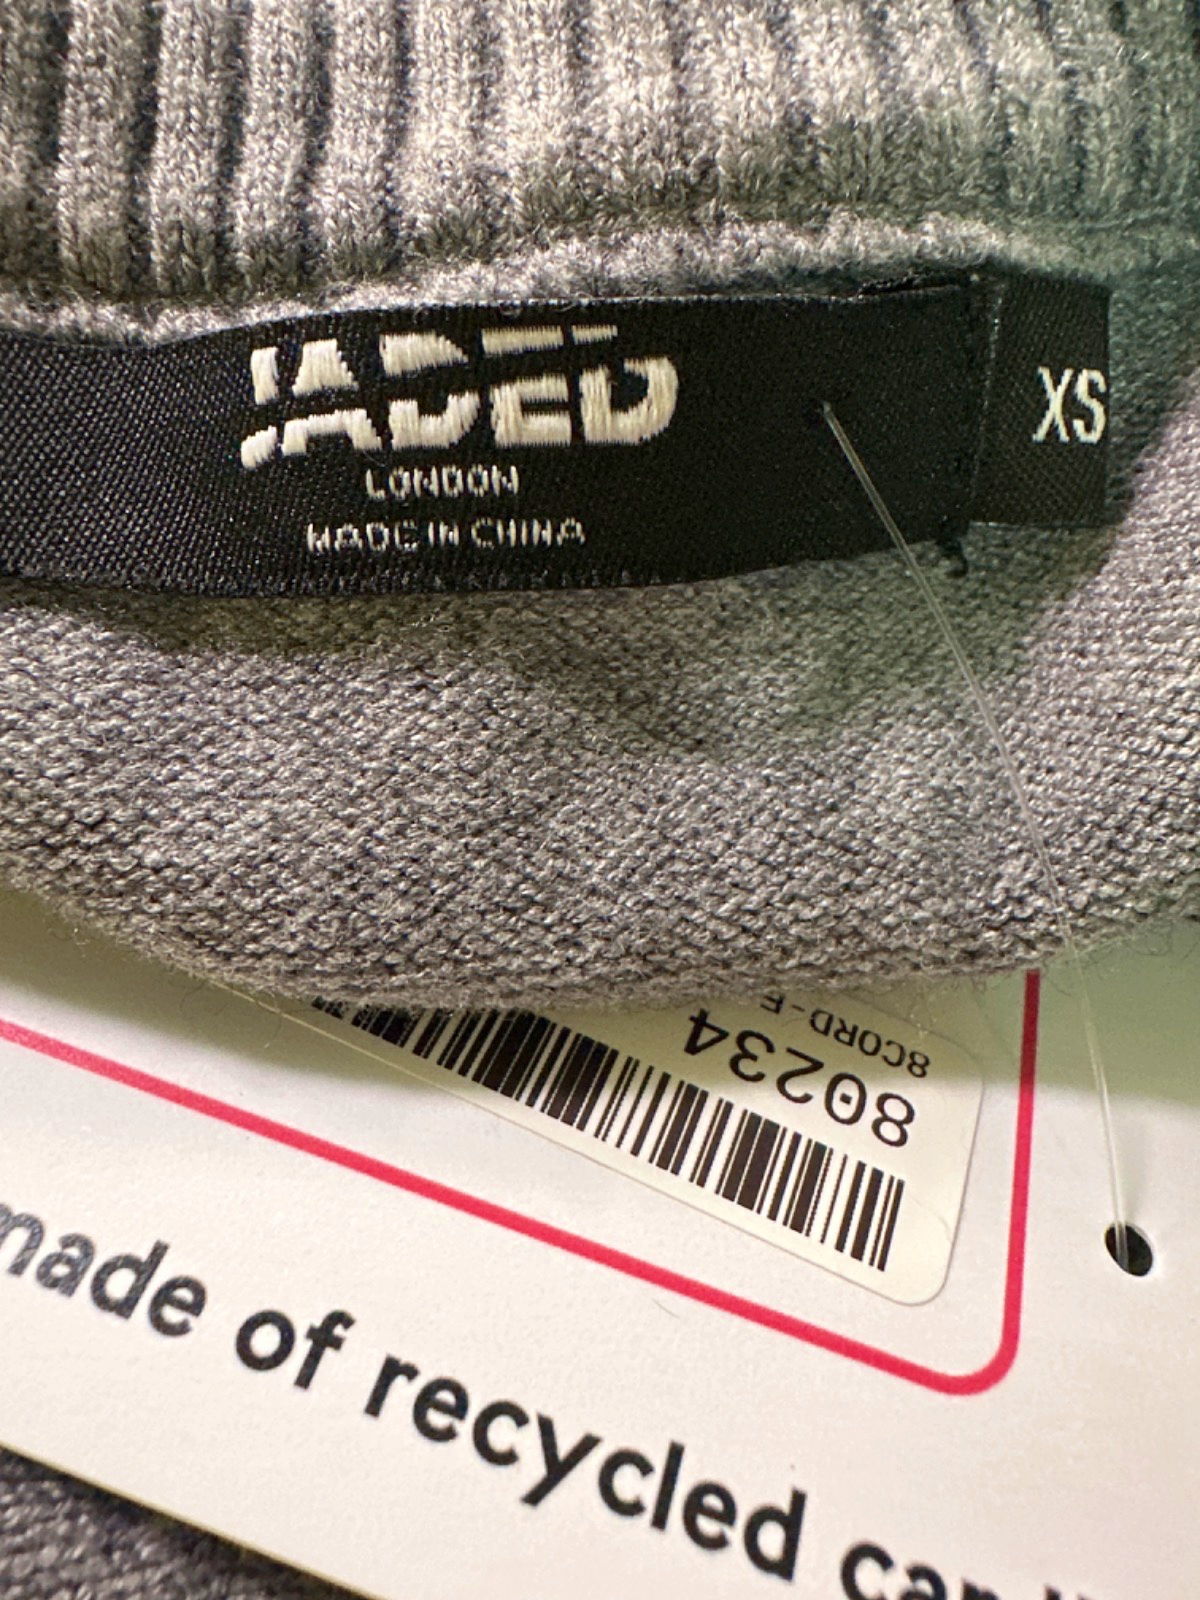 JADED
LONDON
MADE IN CHINA
XS
8CORD-E
80234
made of recycled